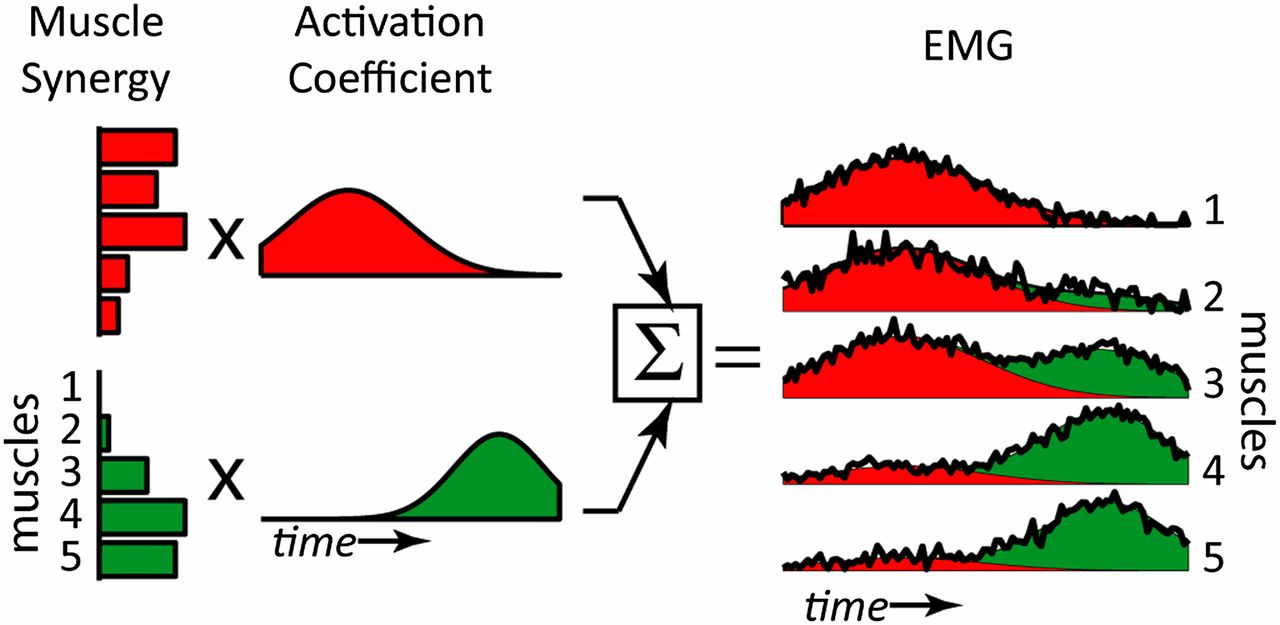 Muscle
Synergy
Activation
Coefficient
EMG
X
Σ
=
X
muscles
1
2
3
4
5
time
1
2
3
4
5
muscles
time